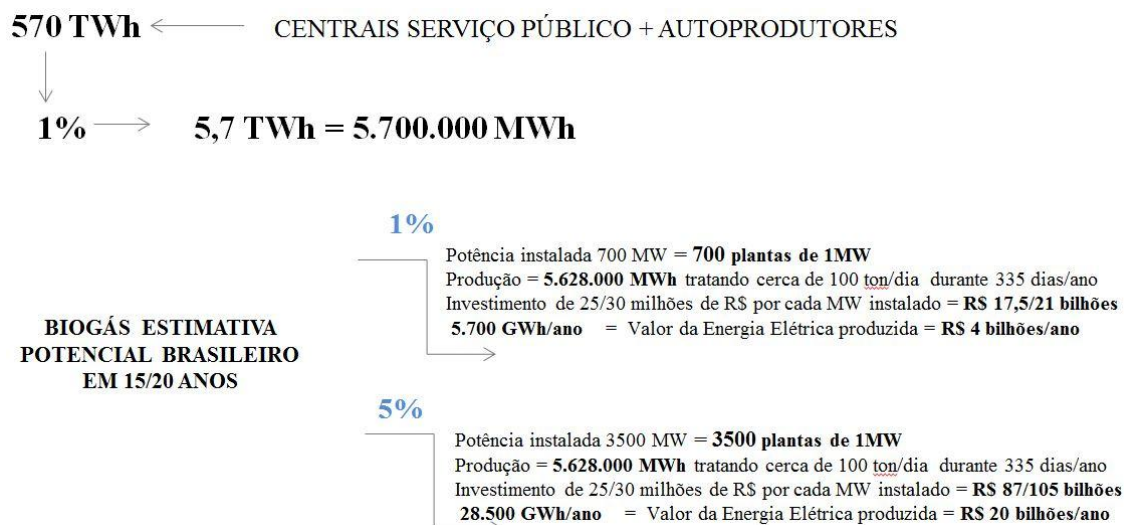 570 TWh
CENTRAIS SERVIÇO PÚBLICO + AUTOPRODUTORES
1%
5,7 TWh = 5.700.000 MWh
BIOGÁS ESTIMATIVA
POTENCIAL BRASILEIRO
EM 15/20 ANOS
1%
Potência instalada 700 MW = 700 plantas de 1MW
Produção = 5.628.000 MWh tratando cerca de 100 ton/dia durante 335 dias/ano
Investimento de 25/30 milhões de R$ por cada MW instalado = R$ 17,5/21 bilhões
5.700 GWh/ano = Valor da Energia Elétrica produzida = R$ 4 bilhões/ano
5%
Potência instalada 3500 MW = 3500 plantas de 1MW
Produção = 5.628.000 MWh tratando cerca de 100 ton/dia durante 335 dias/ano
Investimento de 25/30 milhões de R$ por cada MW instalado = R$ 87/105 bilhões
28.500 GWh/ano = Valor da Energia Elétrica produzida = R$ 20 bilhões/ano